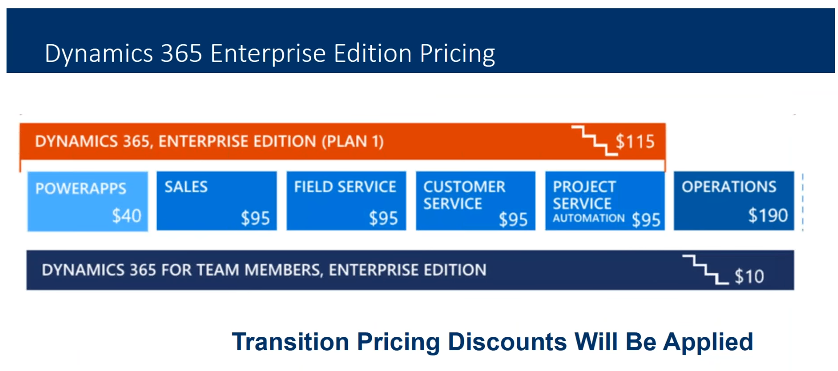 Dynamics 365 Enterprise Edition Pricing
DYNAMICS 365, ENTERPRISE EDITION (PLAN 1) $115
POWERAPPS
$40
SALES
$95
FIELD SERVICE
$95
CUSTOMER
SERVICE
$95
PROJECT
SERVICE
AUTOMATION $95
OPERATIONS
$190
DYNAMICS 365 FOR TEAM MEMBERS, ENTERPRISE EDITION $10
Transition Pricing Discounts Will Be Applied